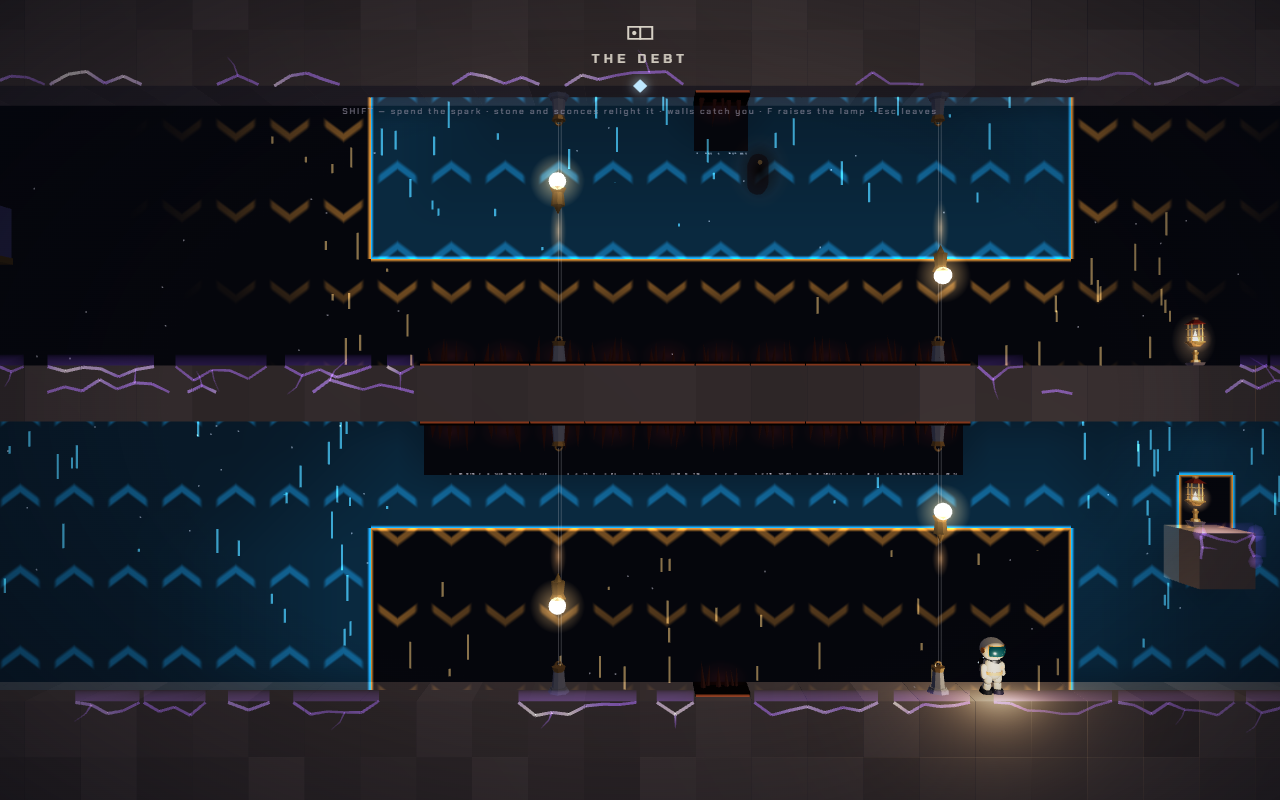 THE DEBT
SHIFT — spend the spark · stone and sconces relight it · walls catch you · F raises the lamp · Esc leaves